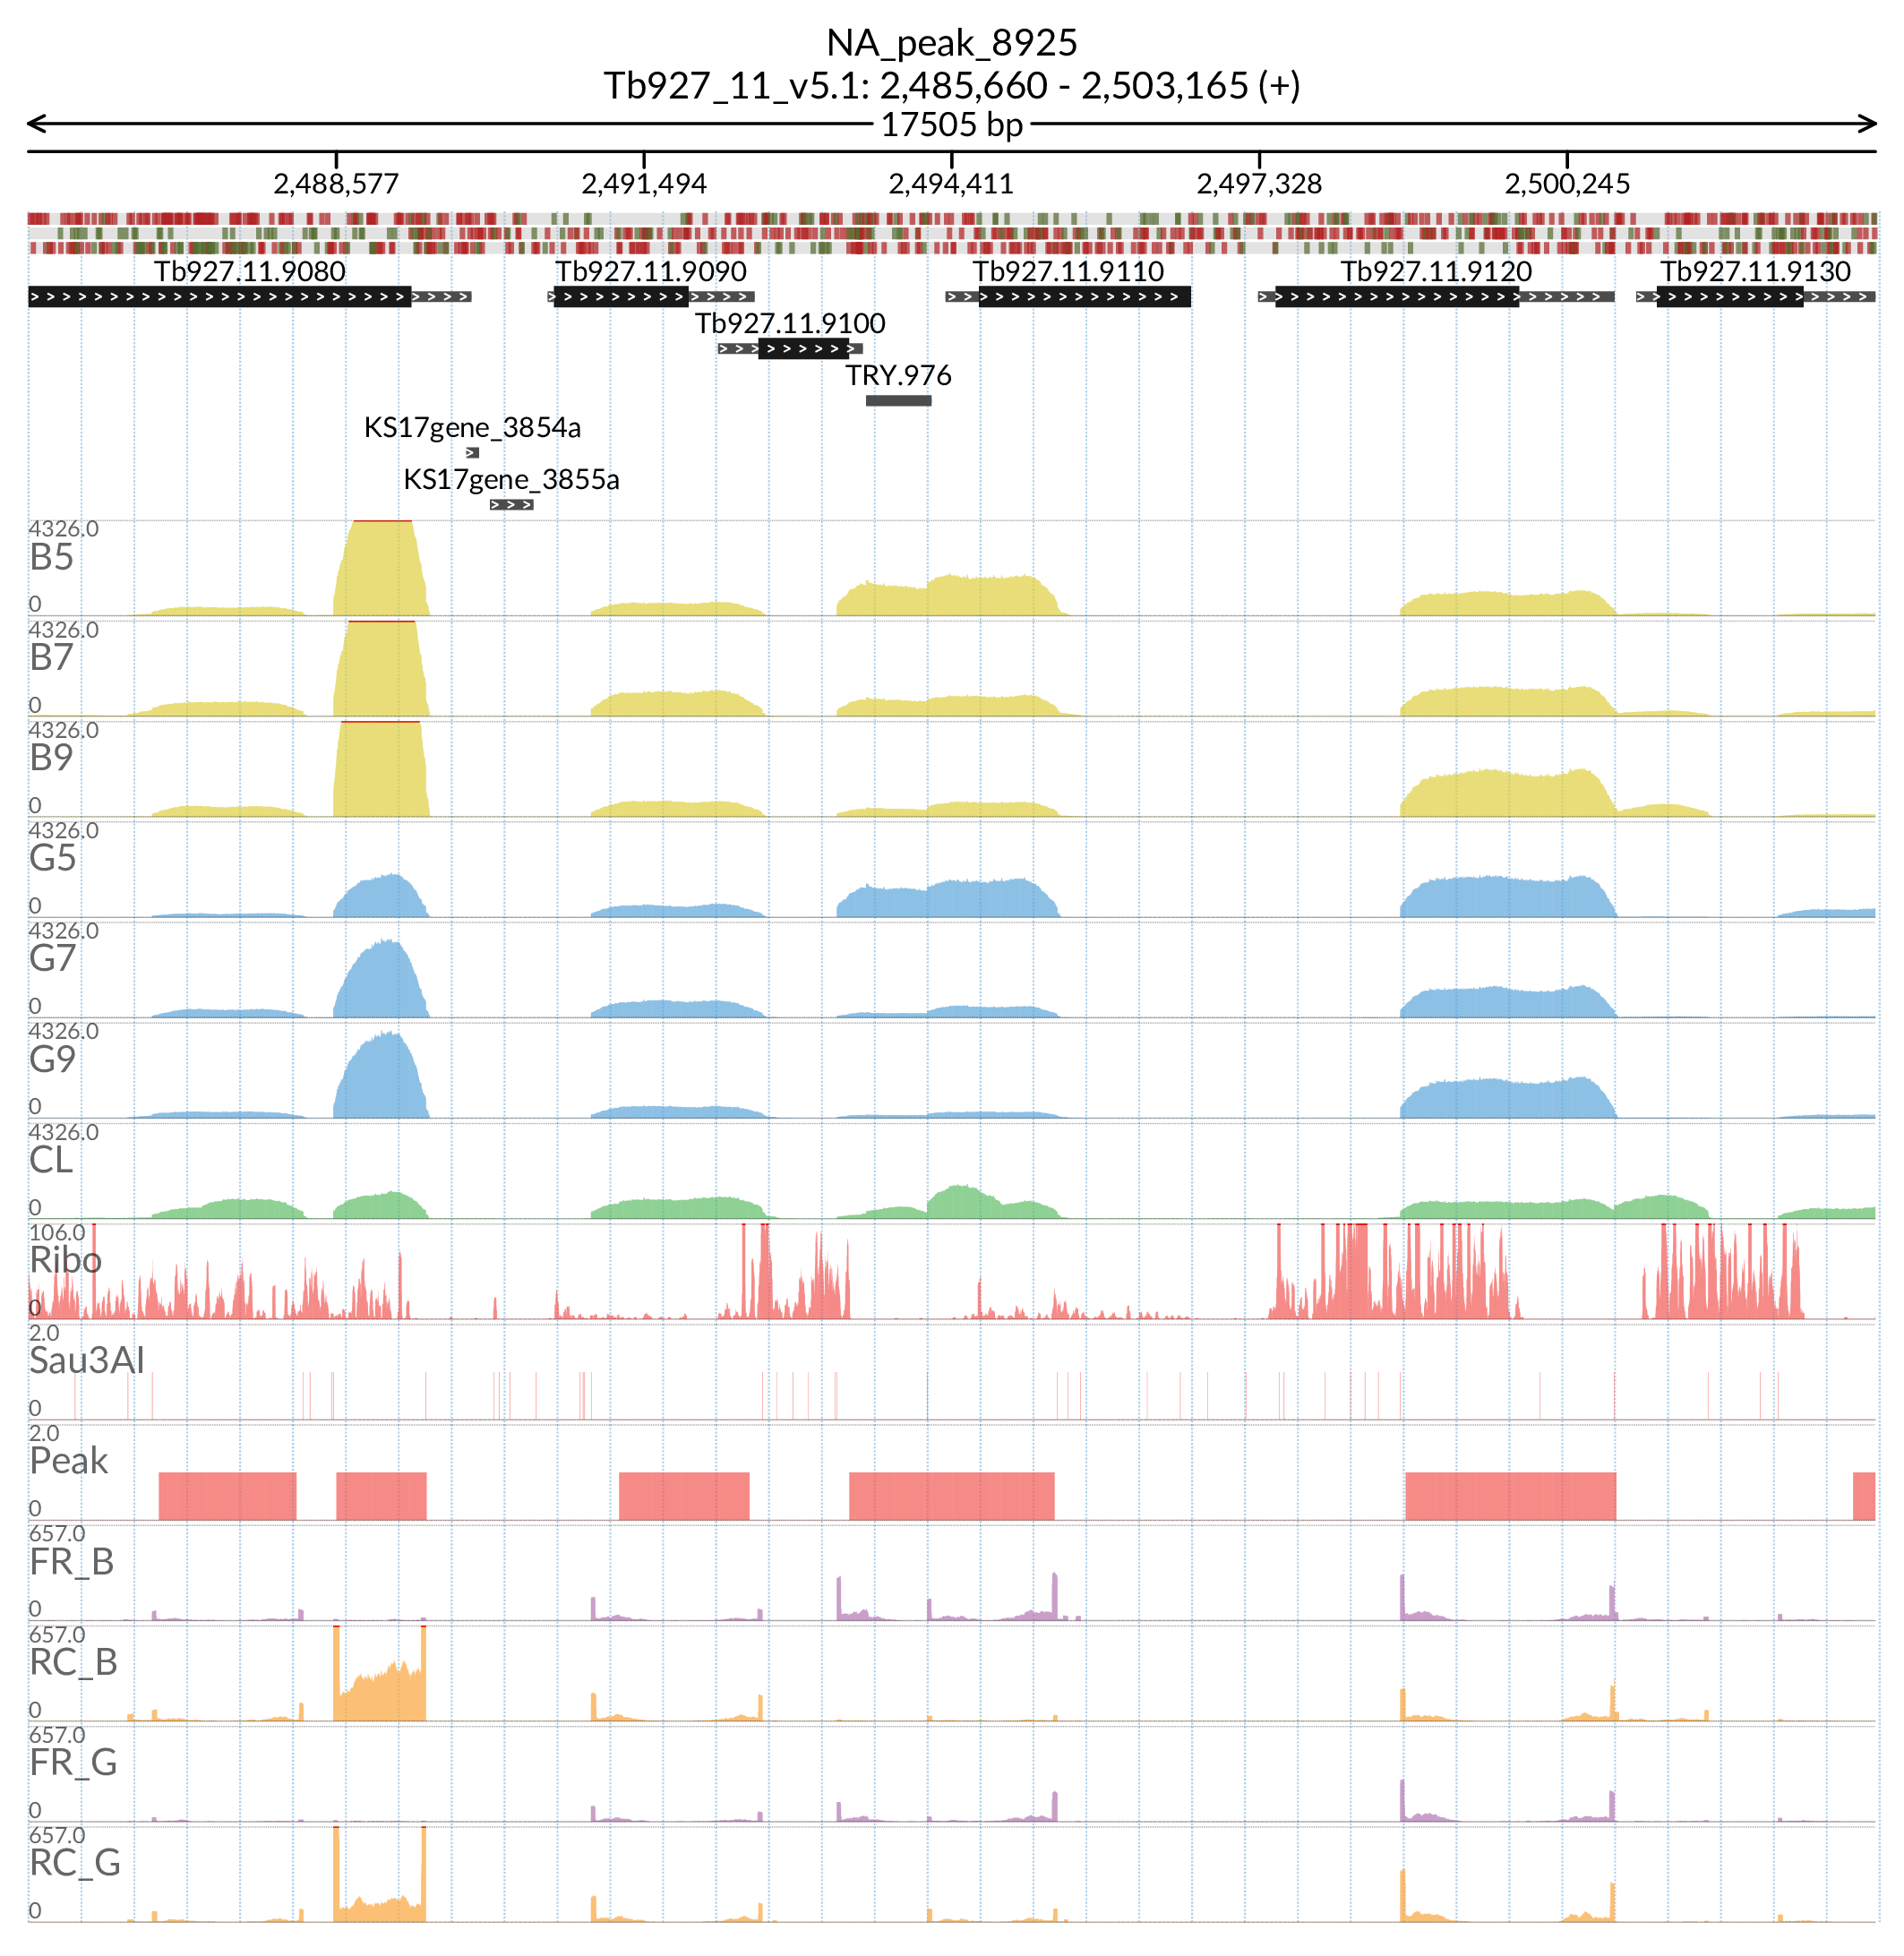 NA_peak_8925
Tb927_11_v5.1: 2,485,660 - 2,503,165 (+)
17505 bp
2,488,577 2,491,494 2,494,411 2,497,328 2,500,245
Tb927.11.9080 Tb927.11.9090 Tb927.11.9110 Tb927.11.9120 Tb927.11.9130
Tb927.11.9100
TRY.976
KS17gene_3854a
KS17gene_3855a
4326.0
B5
0
4326.0
B7
0
4326.0
B9
0
4326.0
G5
0
4326.0
G7
0
4326.0
G9
0
4326.0
CL
0
106.0
Ribo
0
2.0
Sau3AI
0
2.0
Peak
0
657.0
FR_B
0
657.0
RC_B
0
657.0
FR_G
0
657.0
RC_G
0